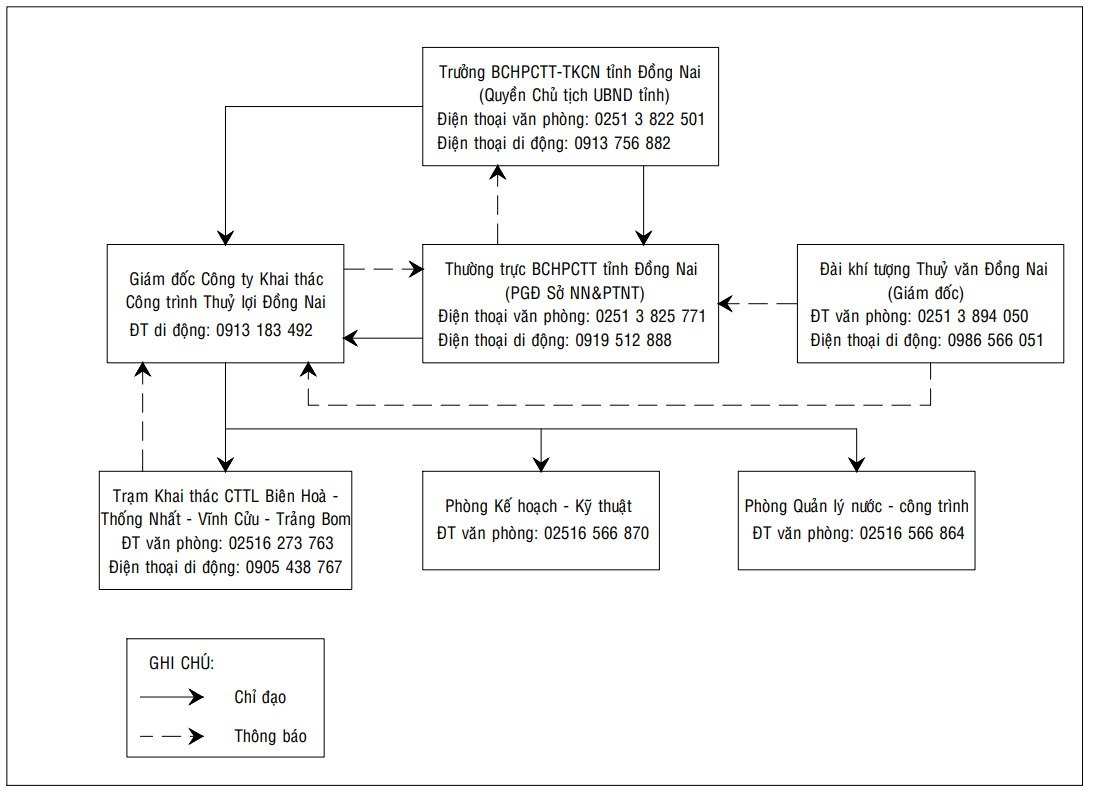 Trưởng BCHPCTT-TKCN tỉnh Đồng Nai
(Quyền Chủ tịch UBND tỉnh)
Điện thoại văn phòng: 0251 3 822 501
Điện thoại di động: 0913 756 882
Giám đốc Công ty Khai thác
Công trình Thuỷ lợi Đồng Nai
ĐT di động: 0913 183 492
Thường trực BCHPCTT tỉnh Đồng Nai
(PGĐ Sở NN&PTNT)
Điện thoại văn phòng: 0251 3 825 771
Điện thoại di động: 0919 512 888
Đài khí tượng Thuỷ văn Đồng Nai
(Giám đốc)
ĐT văn phòng: 0251 3 894 050
Điện thoại di động: 0986 566 051
Trạm Khai thác CTTL Biên Hoà -
Thống Nhất - Vĩnh Cửu - Trảng Bom
ĐT văn phòng: 02516 273 763
Điện thoại di động: 0905 438 767
Phòng Kế hoạch - Kỹ thuật
ĐT văn phòng: 02516 566 870
Phòng Quản lý nước - công trình
ĐT văn phòng: 02516 566 864
GHI CHÚ:
Chỉ đạo
Thông báo